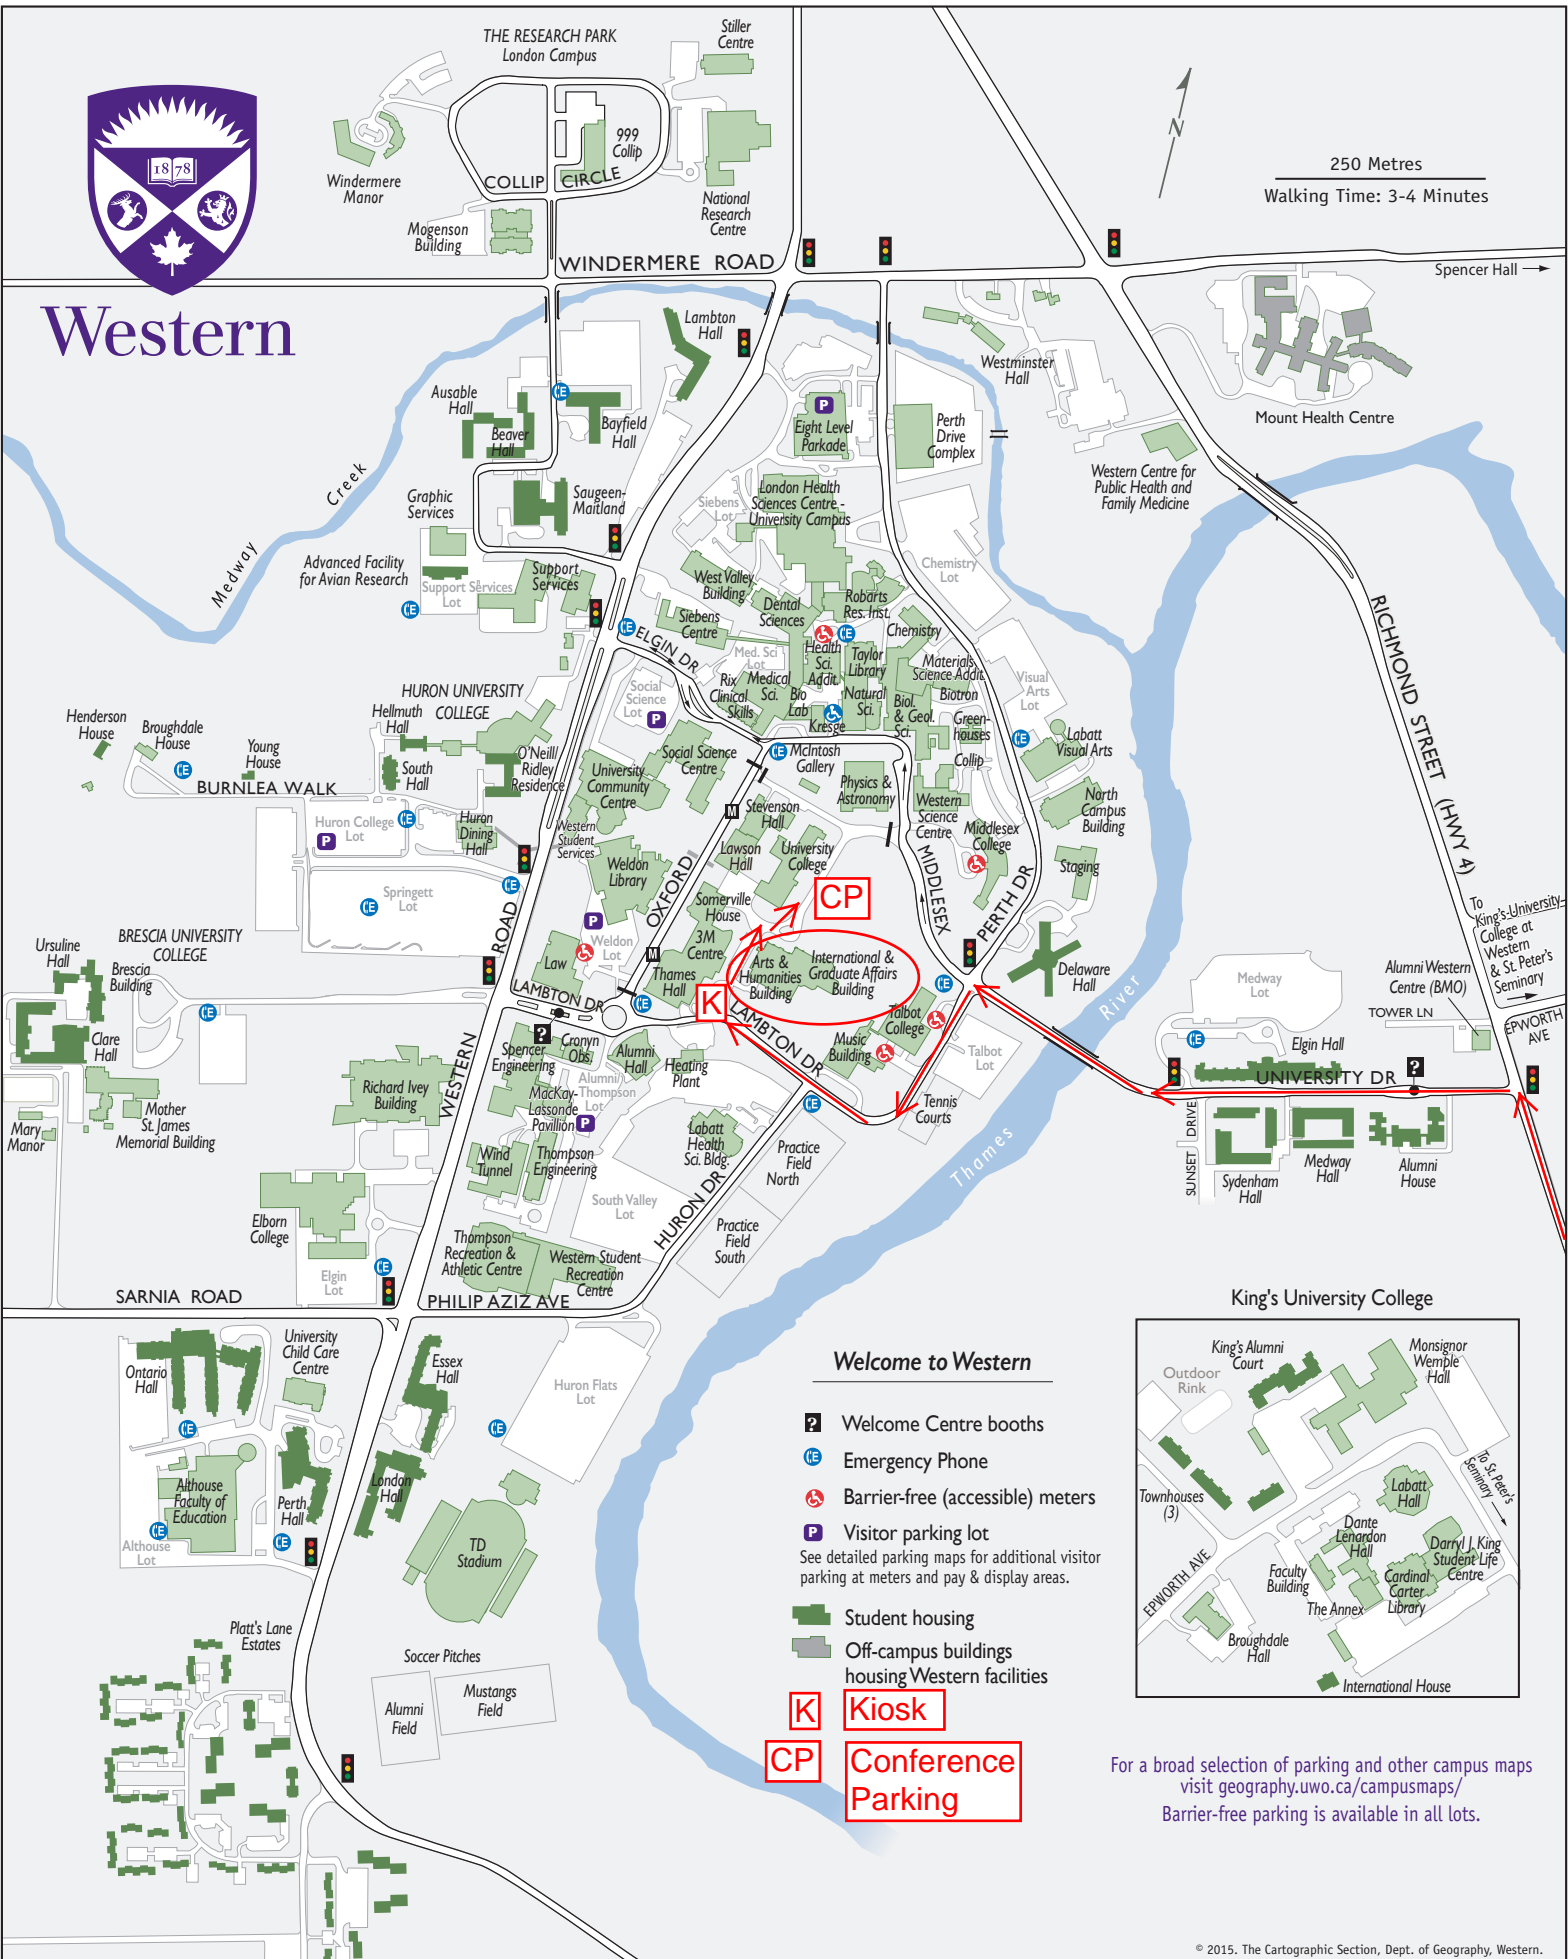 THE RESEARCH PARK
London Campus
Stiller
Centre
999
Collip
COLLIP CIRCLE
Windermere
Manor
Mogenson
Building
National
Research
Centre
1878
Western
N
250 Metres
Walking Time: 3-4 Minutes
WINDERMERE ROAD
Spencer Hall
Lambton
Hall
Westminster
Hall
Mount Health Centre
Ausable
Hall
Beaver
Hall
Bayfield
Hall
P
Eight Level
Parkade
Perth
Drive
Complex
Western Centre for
Public Health and
Family Medicine
Medway
Creek
Graphic
Services
Saugeen-
Maitland
Siebens
Lot
London Health
Sciences Centre -
University Campus
Chemistry
Lot
Advanced Facility
for Avian Research
Support Services
Lot
Support
Services
West Valley
Building
Dental
Sciences
Robarts
Res. Inst.
Siebens
Centre
Chemistry
ELGIN DR
Med. Sci
Lot
Health
Sci.
Addit.
Taylor
Library
Materials
Science Addit.
Biotron
Visual
Arts
Lot
Social
Science
Lot
P
Rix
Clinical
Skills
Medical
Sci.
Bio
Lab
Natural
Sci.
Kresge
Biol.
& Geol.
Sci.
Green-
houses
Collip
Labatt
Visual Arts
RICHMOND STREET (HWY 4)
HURON UNIVERSITY
COLLEGE
Hellmuth
Hall
Henderson
House
Broughdale
House
Young
House
BURNLEA WALK
South
Hall
O'Neill/
Ridley
Residence
Social Science
Centre
McIntosh
Gallery
University
Community
Centre
Physics &
Astronomy
Western
Science
Centre
North
Campus
Building
Huron College
Lot
P
Huron
Dining
Hall
Western
Student
Services
M
Stevenson
Hall
Lawson
Hall
University
College
Middlesex
College
Staging
Weldon
Library
OXFORD
MIDDLESEX
PERTH DR
Springett
Lot
CP
Somerville
House
P
Weldon
Lot
M
3M
Centre
Thames
Hall
Law
Arts &
Humanities
Building
International &
Graduate Affairs
Building
Delaware
Hall
To
King's University
College at
Western
& St. Peter's
Seminary
EPWORTH
AVE
Ursuline
Hall
BRESCIA UNIVERSITY
COLLEGE
Brescia
Building
Clare
Hall
Mother
St. James
Memorial Building
Mary
Manor
WESTERN ROAD
LAMBTON DR
K
LAMBTON DR
Talbot
College
Music
Building
Talbot
Lot
Tennis
Courts
Medway
Lot
Alumni Western
Centre (BMO)
TOWER LN
Elgin Hall
UNIVERSITY DR
?
SUNSET DRIVE
Sydenham
Hall
Medway
Hall
Alumni
House
Thames River
Richard Ivey
Building
?
Spencer
Engineering
Cronyn
Obs.
Alumni
Hall
Heating
Plant
Alumni/
Thompson
Lot
MacKay-
Lassonde
Pavilion
P
Wind
Tunnel
Thompson
Engineering
Labatt
Health
Sci. Bldg.
Practice
Field
North
South Valley
Lot
HURON DR
Practice
Field
South
Elborn
College
Elgin
Lot
Thompson
Recreation &
Athletic Centre
Western Student
Recreation
Centre
SARNIA ROAD
PHILIP AZIZ AVE
Ontario
Hall
University
Child Care
Centre
Essex
Hall
Huron Flats
Lot
Althouse
Faculty of
Education
Althouse
Lot
Perth
Hall
London
Hall
TD
Stadium
Platt's Lane
Estates
Soccer Pitches
Alumni
Field
Mustangs
Field
Welcome to Western
? Welcome Centre booths
E Emergency Phone
Barrier-free (accessible) meters
P Visitor parking lot
See detailed parking maps for additional visitor
parking at meters and pay & display areas.
Student housing
Off-campus buildings
housing Western facilities
K Kiosk
CP Conference
Parking
King's University College
King's Alumni
Court
Monsignor
Wemple
Hall
Outdoor
Rink
Townhouses
(3)
Labatt
Hall
To St. Peter's
Seminary
Dante
Lenardon
Hall
Darryl J. King
Student Life
Centre
Faculty
Building
Cardinal
Carter
Library
The Annex
EPWORTH AVE
Broughdale
Hall
International House
For a broad selection of parking and other campus maps
visit geography.uwo.ca/campusmaps/
Barrier-free parking is available in all lots.
© 2015. The Cartographic Section, Dept. of Geography, Western.